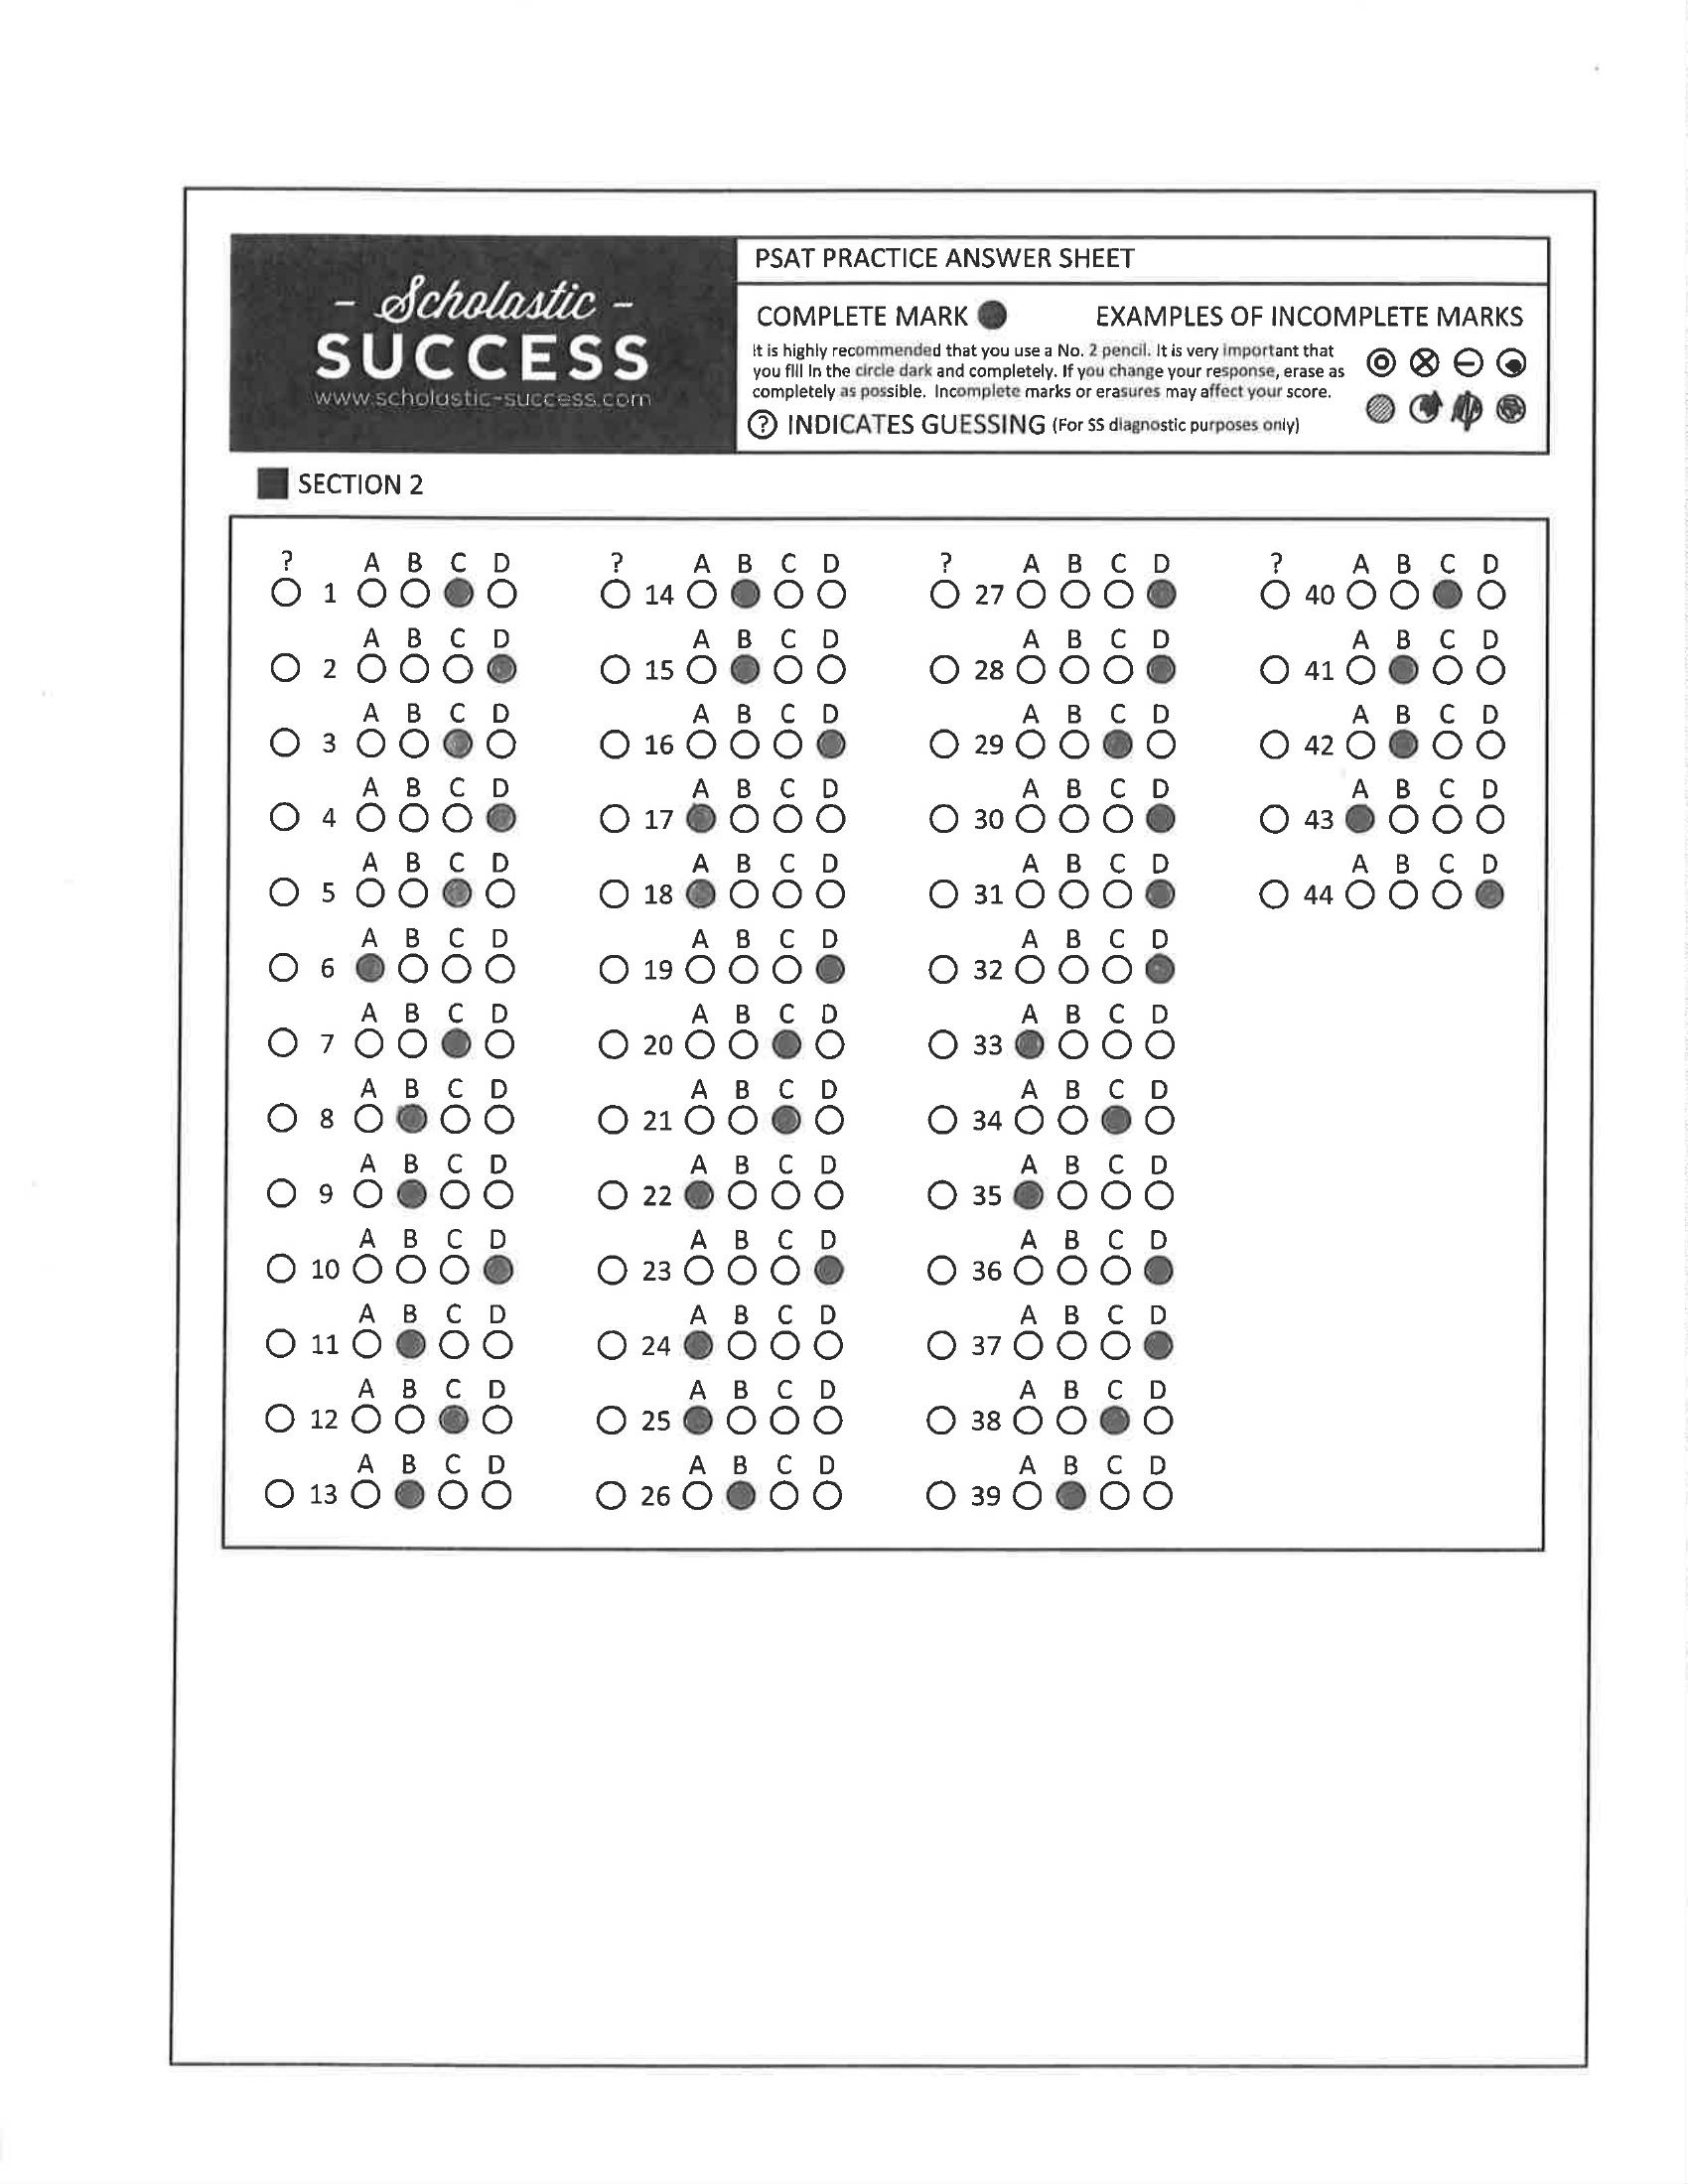 PSAT PRACTICE ANSWER SHEET
- Scholastic -
SUCCESS
www.scholastic-success.com
COMPLETE MARK EXAMPLES OF INCOMPLETE MARKS
It is highly recommended that you use a No. 2 pencil. It is very important that
you fill in the circle dark and completely. If you change your response, erase as
completely as possible. Incomplete marks or erasures may affect your score.
? INDICATES GUESSING (For SS diagnostic purposes only)
SECTION 2
? A B C D ? A B C D ? A B C D ? A B C D
1 14 27 40
A B C D A B C D A B C D A B C D
2 15 28 41
A B C D A B C D A B C D A B C D
3 16 29 42
A B C D A B C D A B C D A B C D
4 17 30 43
A B C D A B C D A B C D A B C D
5 18 31 44
A B C D A B C D A B C D
6 19 32
A B C D A B C D A B C D
7 20 33
A B C D A B C D A B C D
8 21 34
A B C D A B C D A B C D
9 22 35
A B C D A B C D A B C D
10 23 36
A B C D A B C D A B C D
11 24 37
A B C D A B C D A B C D
12 25 38
A B C D A B C D A B C D
13 26 39